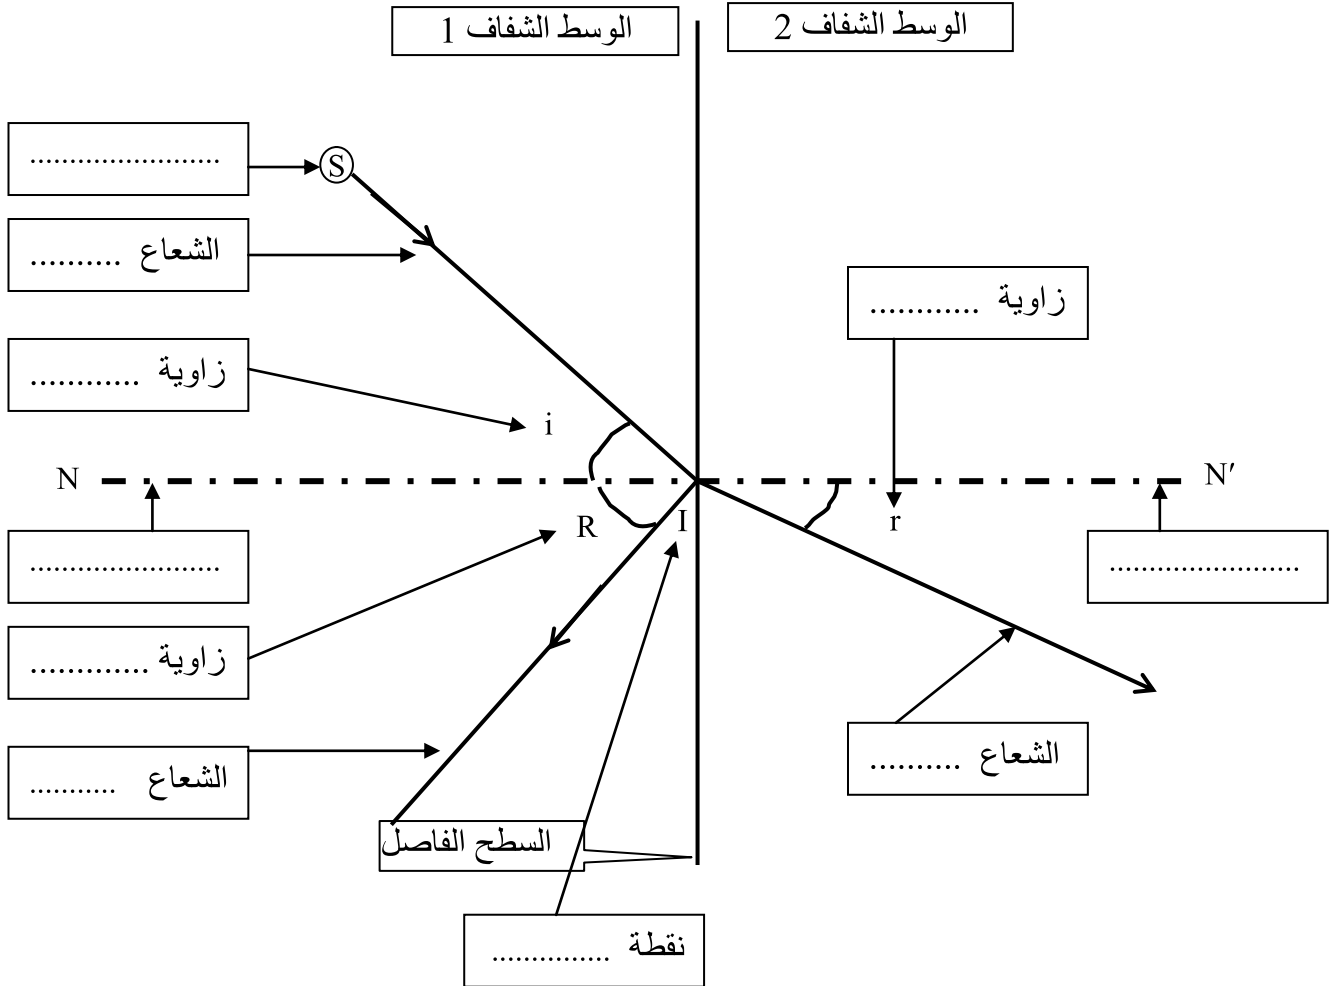 الوسط الشفاف 2
الوسط الشفاف 1
.......................
S
الشعاع ..........
زاوية ............
زاوية ............
i
N
N'
R
I
r
.......................
.......................
زاوية .............
الشعاع ..........
الشعاع ...........
السطح الفاصل
نقطة ..............